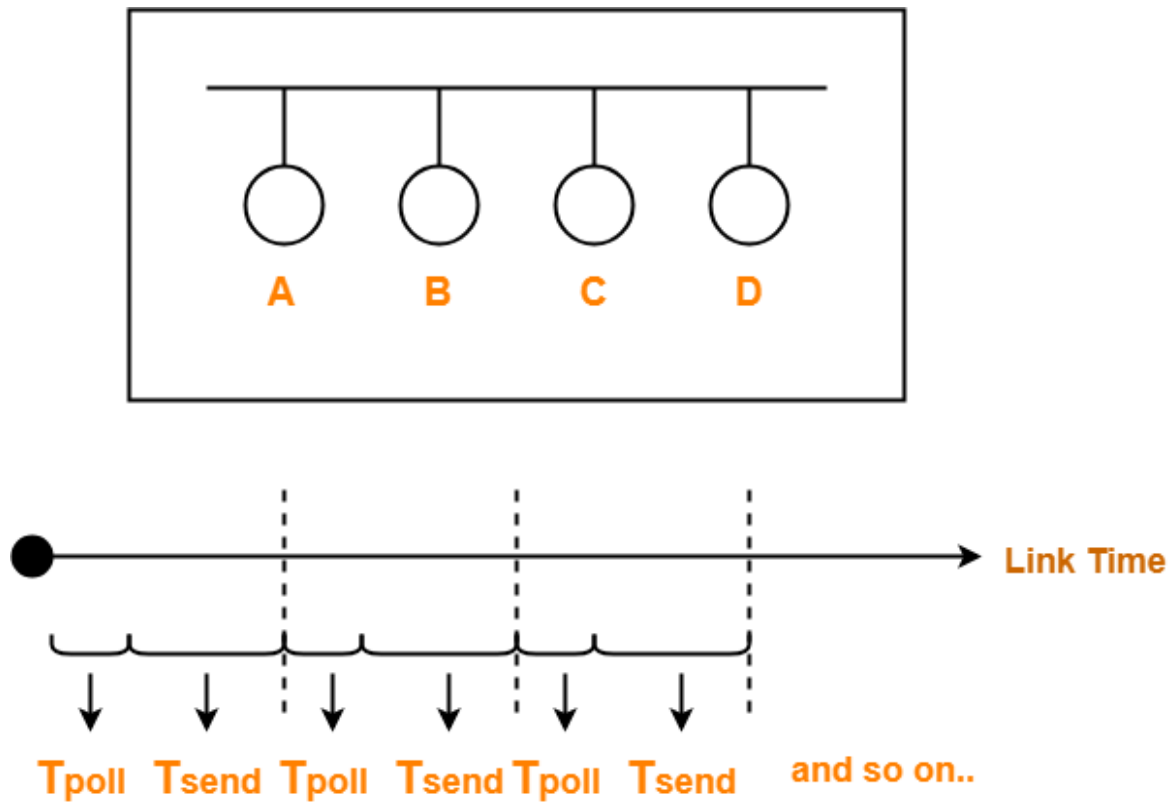 A B C D
Link Time
Tpoll Tsend Tpoll Tsend Tpoll Tsend and so on..